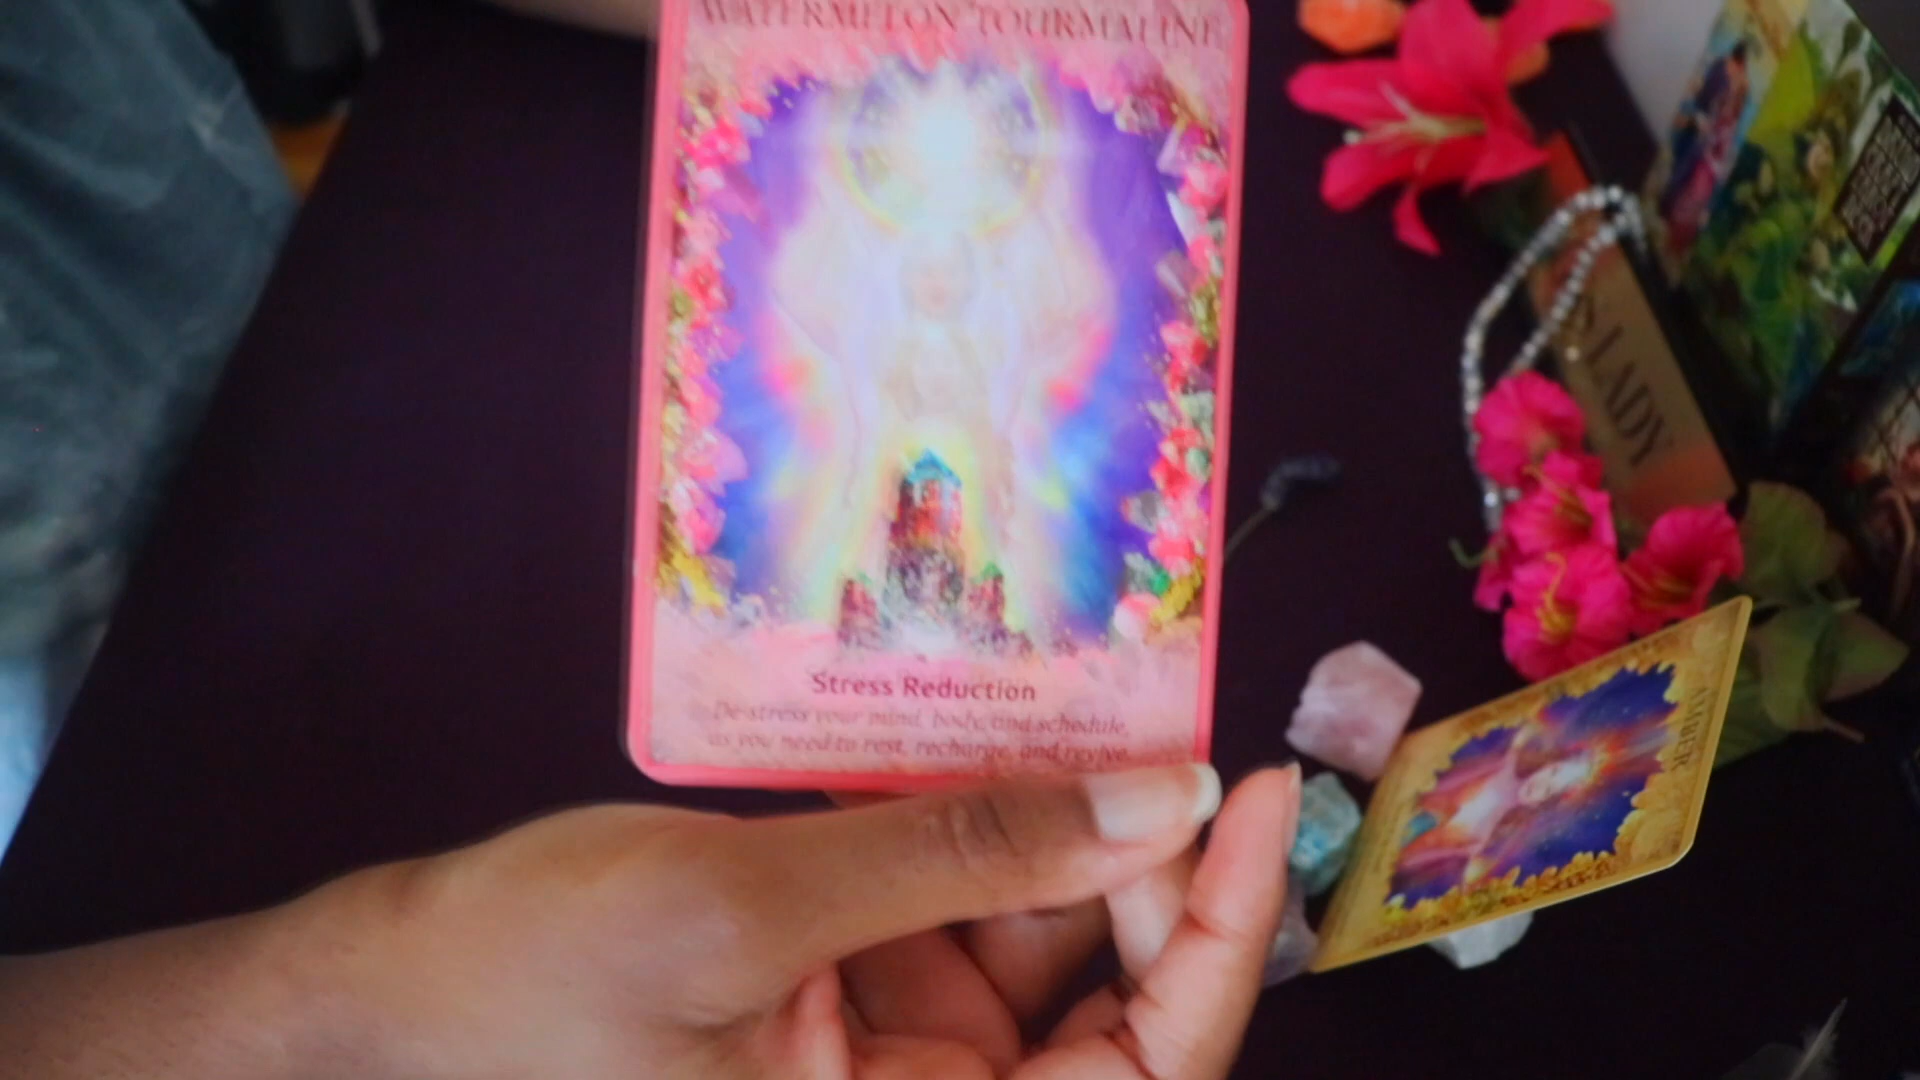 WATERMELON TOURMALINE
Stress Reduction
De-stress your mind, body, and schedule,
as you need to rest, recharge, and revive.
LADY
AMBER